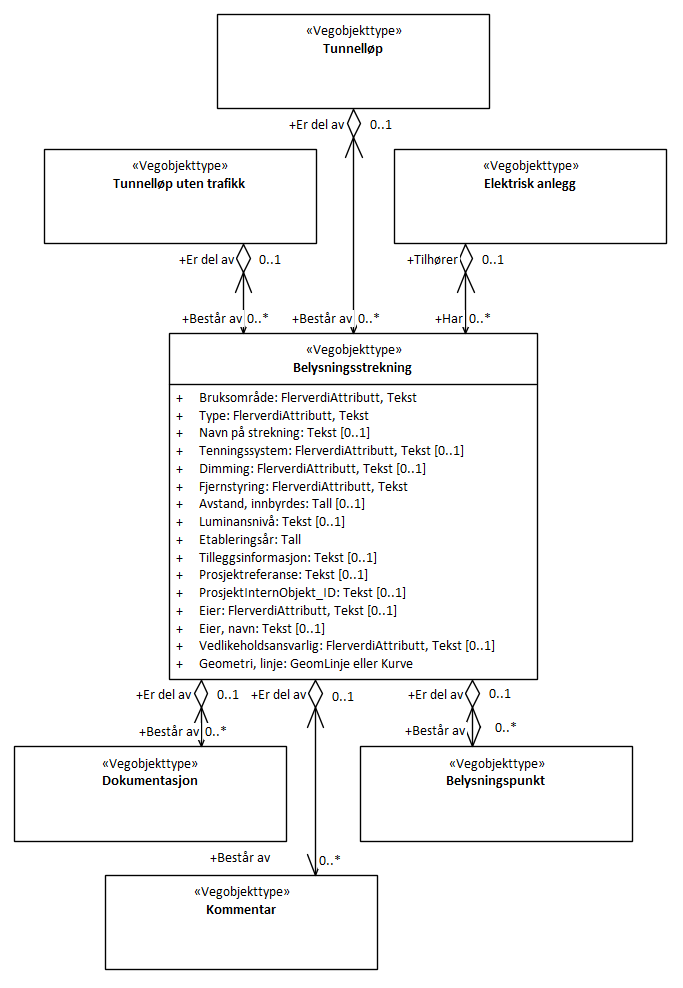 «Vegobjekttype»
Tunnelløp
+Er del av
0..1
«Vegobjekttype»
Tunnelløp uten trafikk
«Vegobjekttype»
Elektrisk anlegg
+Er del av
0..1
+Tilhører
0..1
+Består av
0..*
+Består av
0..*
+Har
0..*
«Vegobjekttype»
Belysningsstrekning
+ Bruksområde: FlerverdiAttributt, Tekst
+ Type: FlerverdiAttributt, Tekst
+ Navn på strekning: Tekst [0..1]
+ Tenningssystem: FlerverdiAttributt, Tekst [0..1]
+ Dimming: FlerverdiAttributt, Tekst [0..1]
+ Fjernstyring: FlerverdiAttributt, Tekst
+ Avstand, innbyrdes: Tall [0..1]
+ Luminansnivå: Tekst [0..1]
+ Etableringsår: Tall
+ Tilleggsinformasjon: Tekst [0..1]
+ Prosjektreferanse: Tekst [0..1]
+ ProsjektInternObjekt_ID: Tekst [0..1]
+ Eier: FlerverdiAttributt, Tekst [0..1]
+ Eier, navn: Tekst [0..1]
+ Vedlikeholdsansvarlig: FlerverdiAttributt, Tekst [0..1]
+ Geometri, linje: GeomLinje eller Kurve
+Er del av
0..1
+Er del av
0..1
+Er del av
0..1
+Består av
0..*
+Består av
0..*
«Vegobjekttype»
Dokumentasjon
«Vegobjekttype»
Belysningspunkt
+Består av
0..*
«Vegobjekttype»
Kommentar